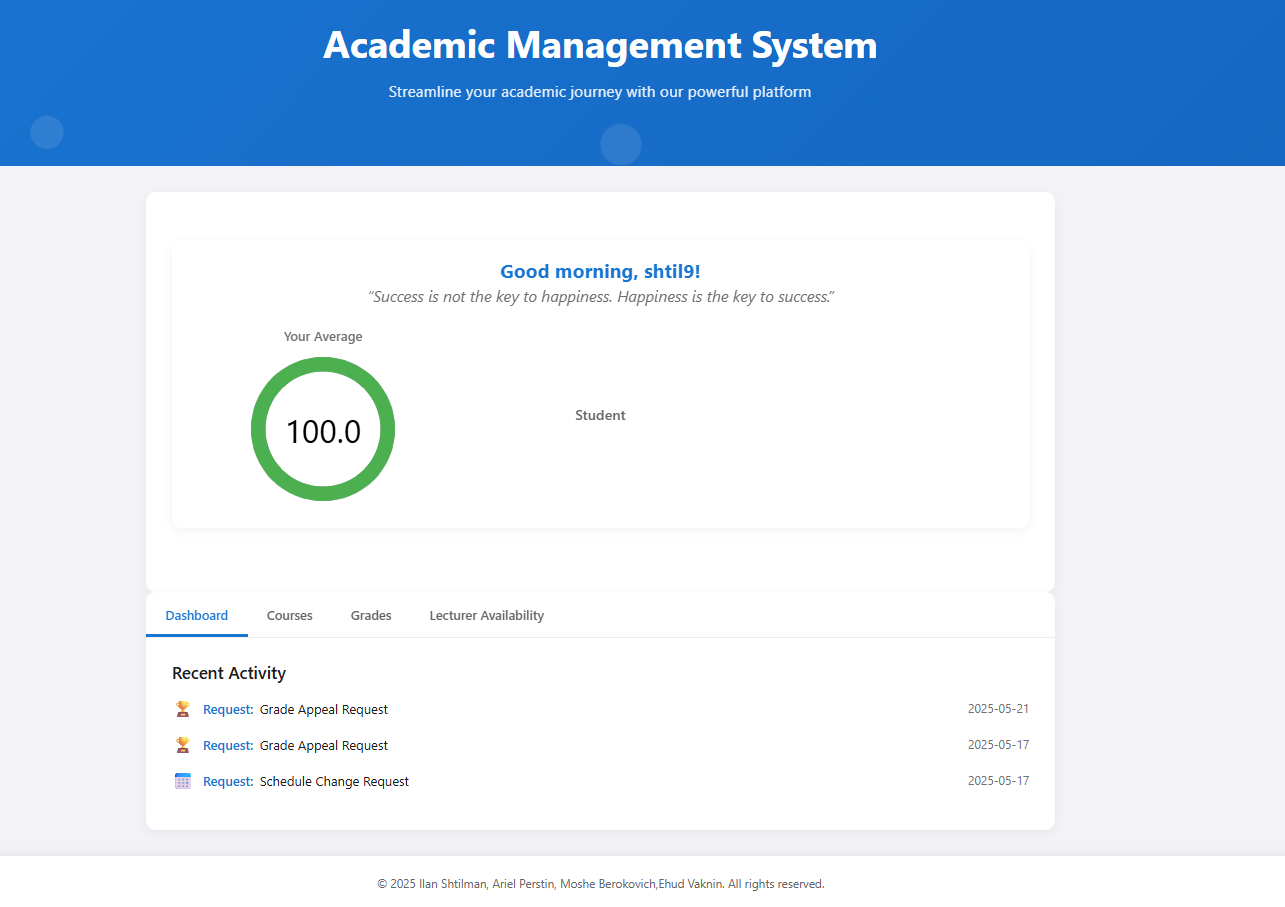 Academic Management System
Streamline your academic journey with our powerful platform
Good morning, shtil9!
“Success is not the key to happiness. Happiness is the key to success.”
Your Average
100.0
Student
Dashboard Courses Grades Lecturer Availability
Recent Activity
Request: Grade Appeal Request 2025-05-21
Request: Grade Appeal Request 2025-05-17
Request: Schedule Change Request 2025-05-17
© 2025 Ilan Shtilman, Ariel Perstin, Moshe Berokovich,Ehud Vaknin. All rights reserved.